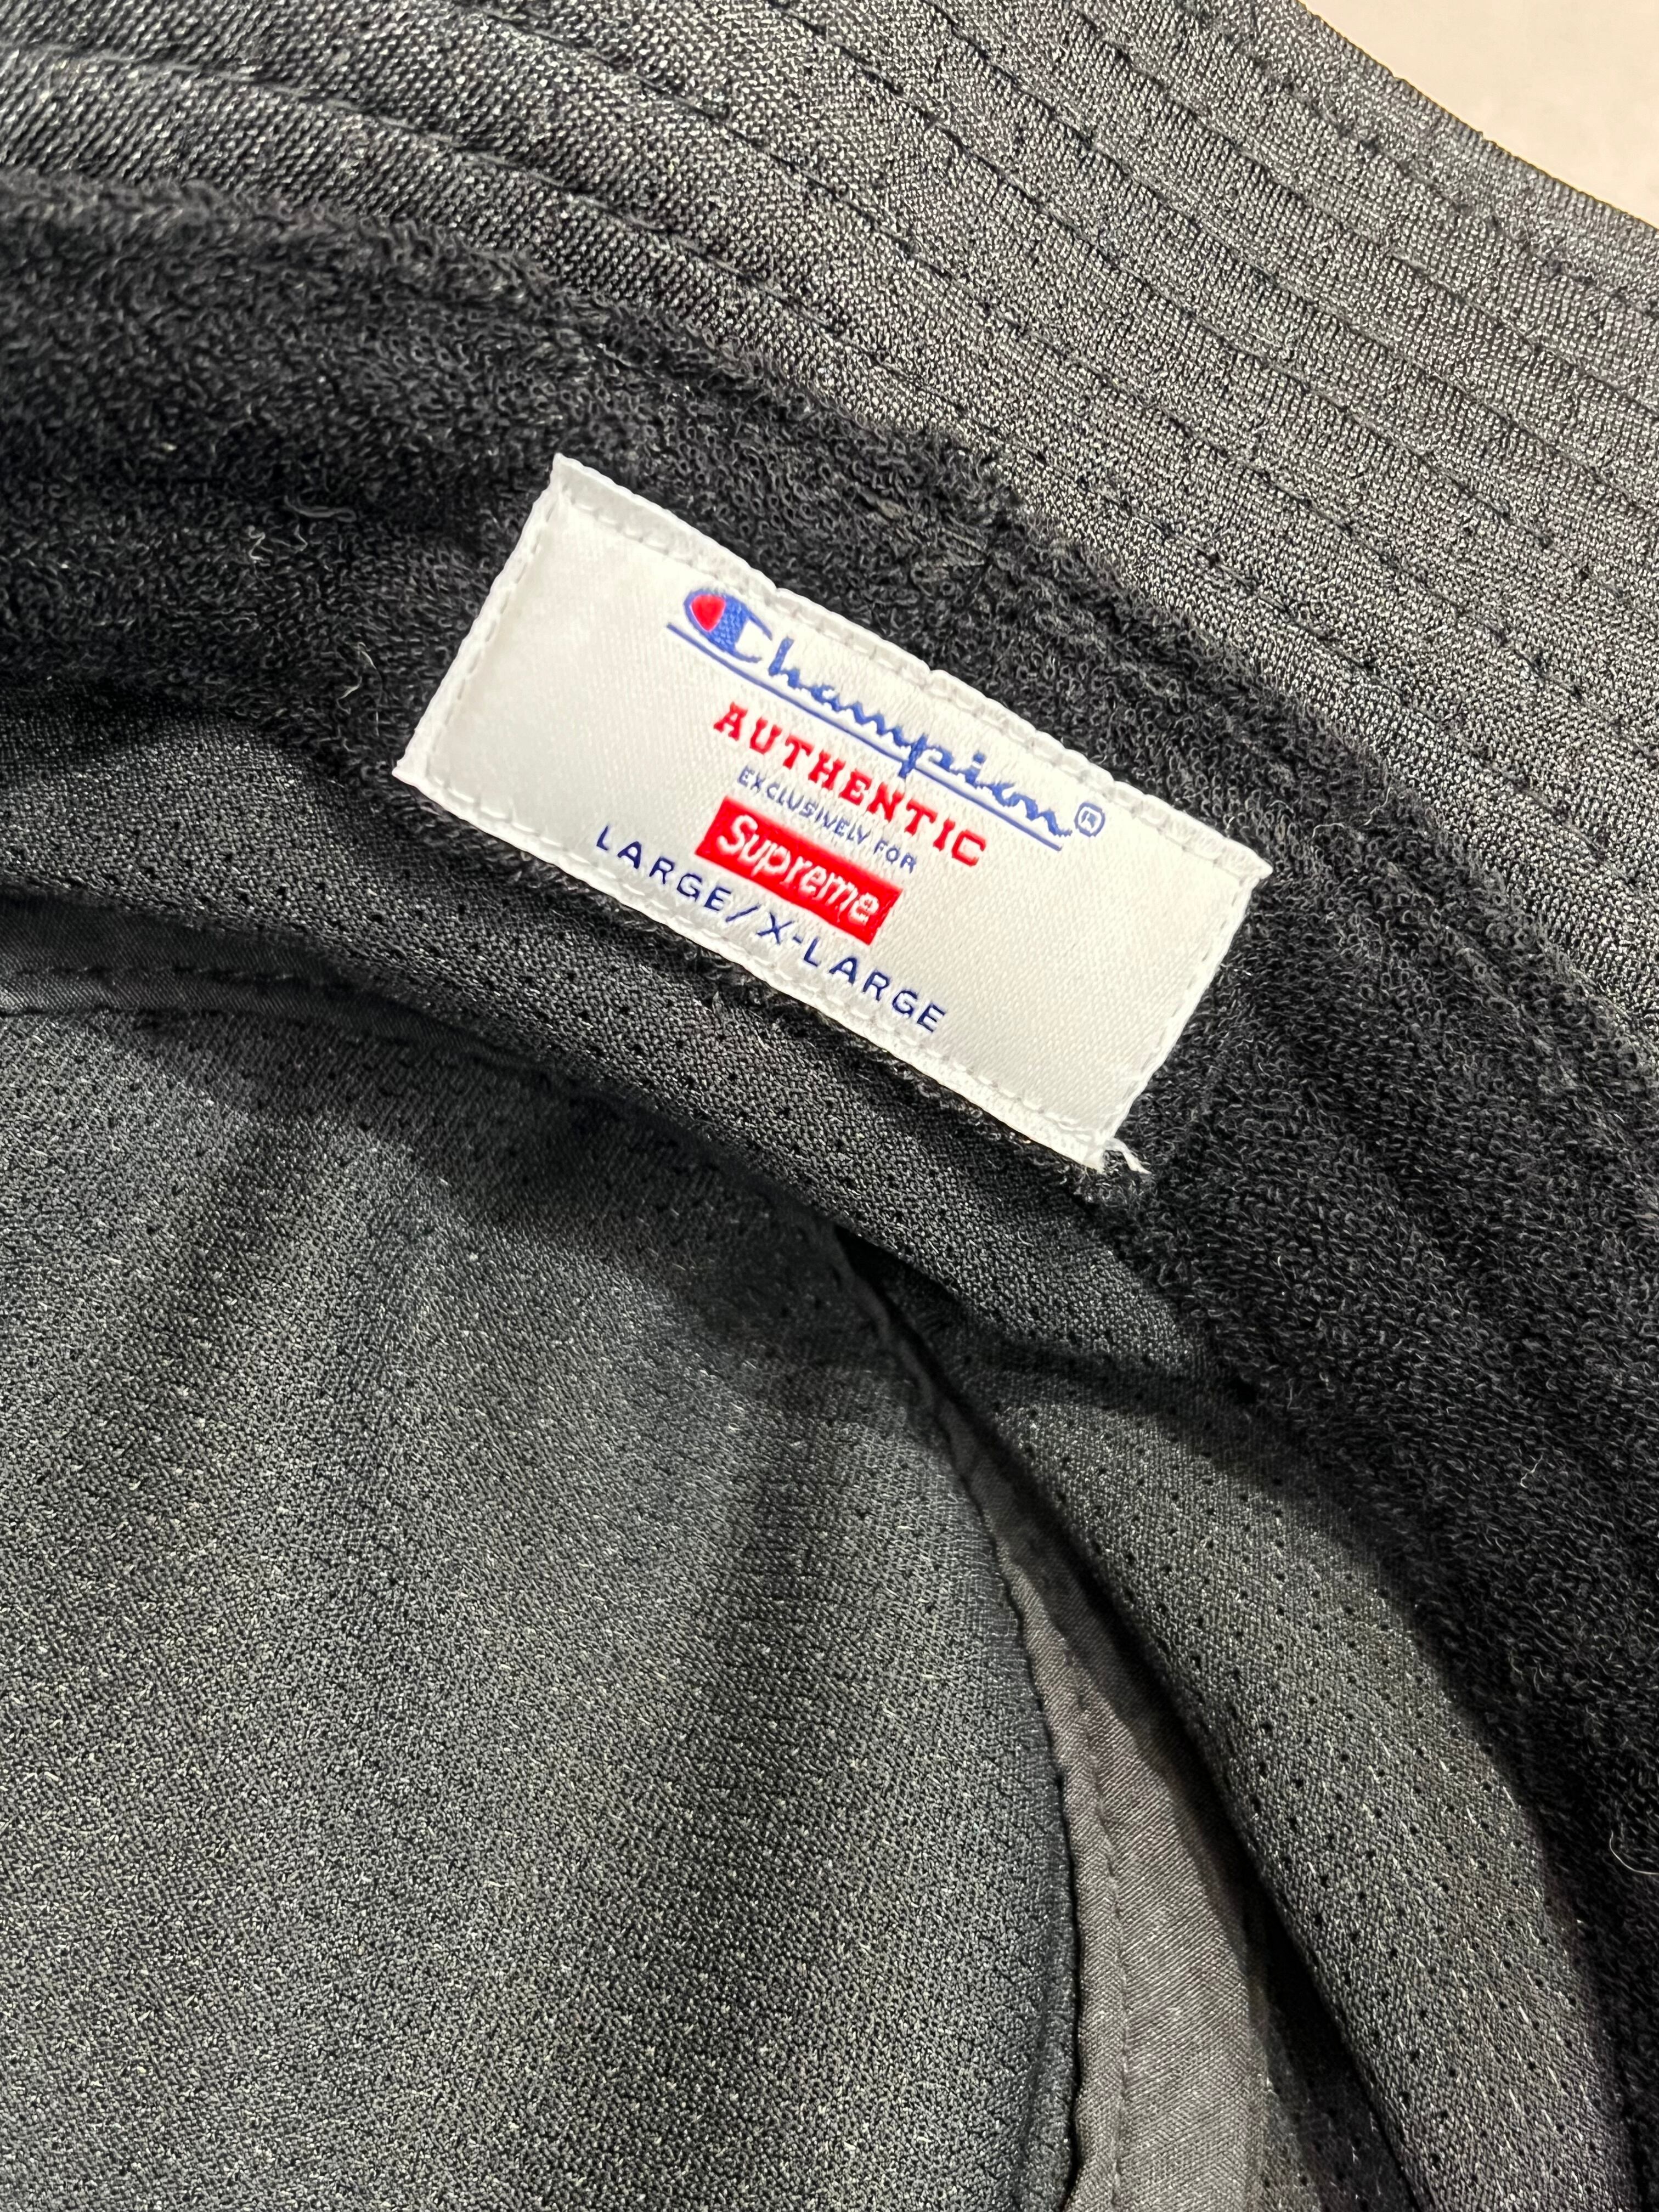 Champion®
AUTHENTIC
EXCLUSIVELY FOR
Supreme
LARGE/X-LARGE